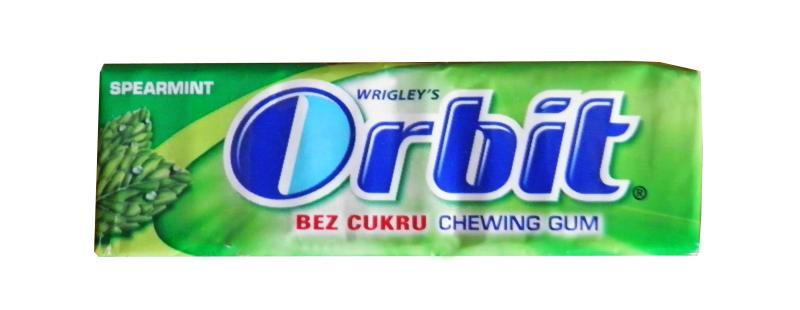 SPEARMINT
WRIGLEY'S
Orbit®
BEZ CUKRU CHEWING GUM